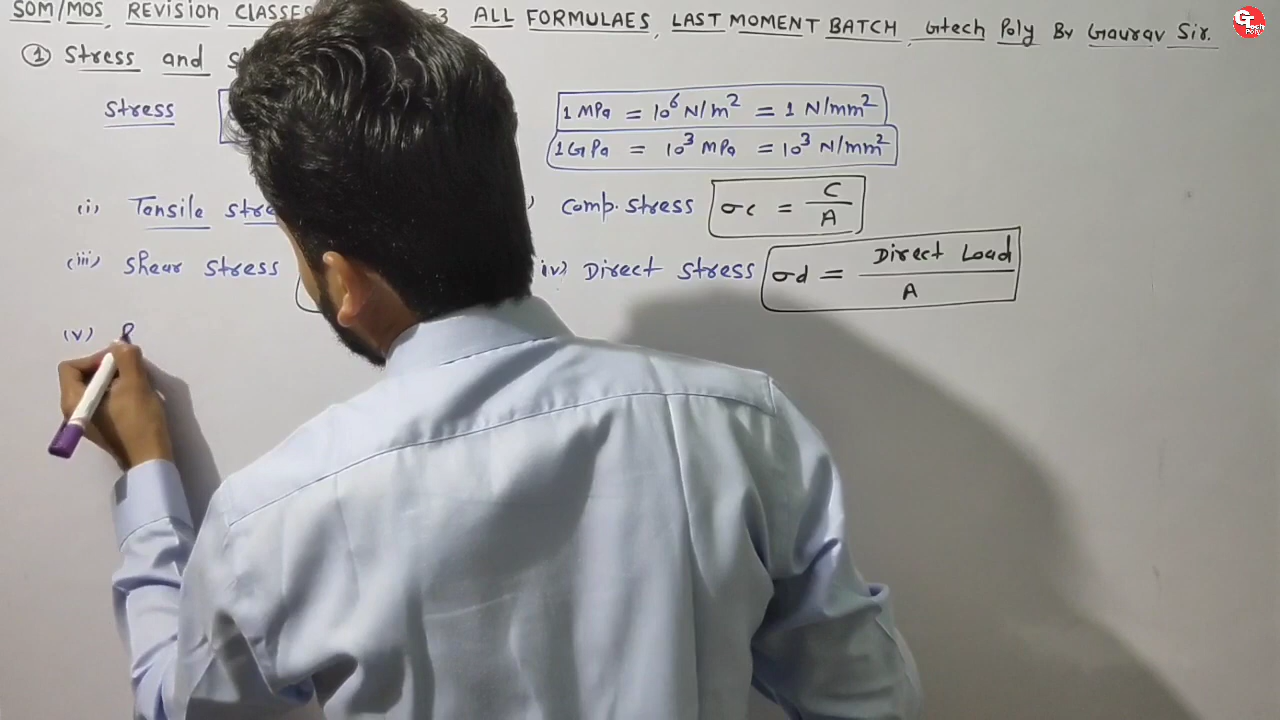 SOM/MOS, REVISION CLASSES -3 ALL FORMULAES, LAST MOMENT BATCH, Gtech Poly By Gaurav Sir.
① Stress and
Stress 1 MPa = 10⁶ N/m² = 1 N/mm²
1 GPa = 10³ MPa = 10³ N/mm²
(i) Tensile ) Comp. Stress σc = C/A
(iii) Shear Stress iv) Direct Stress σd = Direct Load/A
(v)
GTech Poly